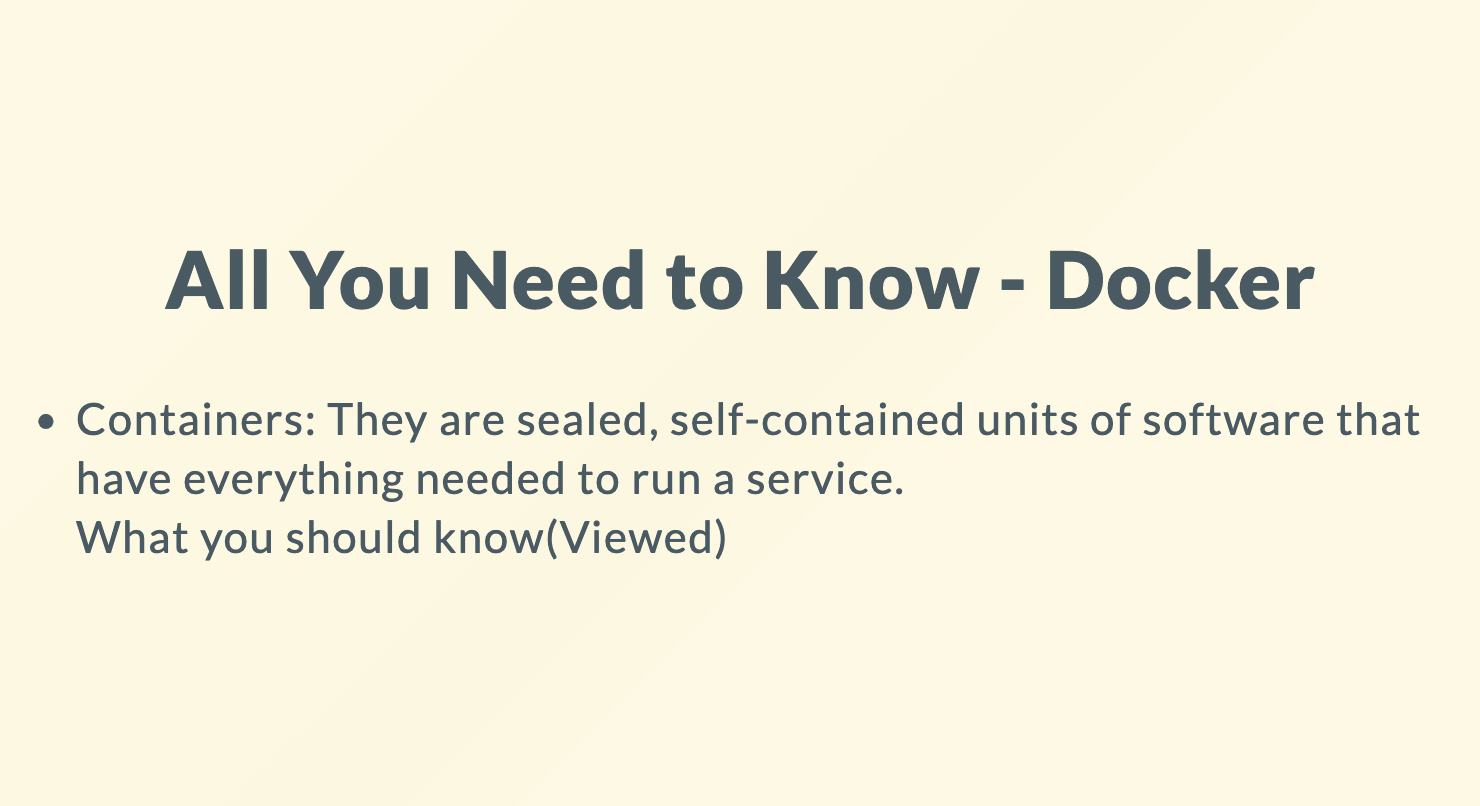 All You Need to Know - Docker
• Containers: They are sealed, self-contained units of software that
have everything needed to run a service.
What you should know(Viewed)